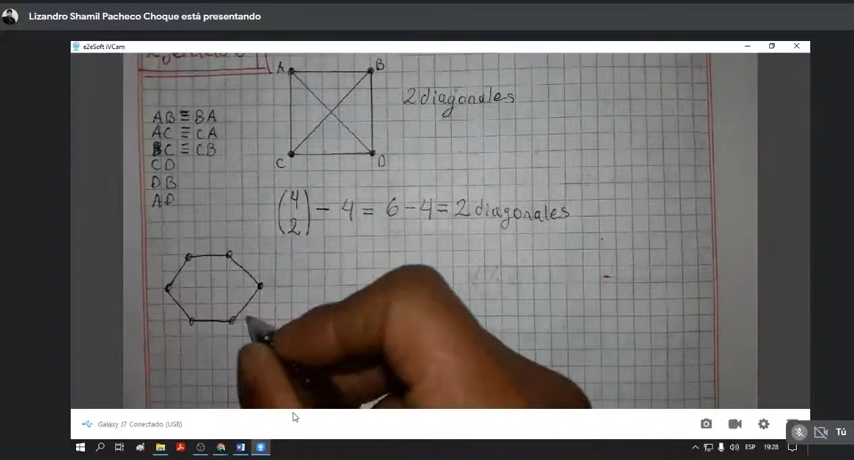 Lizandro Shamil Pacheco Choque está presentando
e2eSoft iVCam
A
B
2 diagonales
AB ≡ BA
AC ≡ CA
BC ≡ CB
CD
DB
AD
C
D
(4 2) - 4 = 6 - 4 = 2 diagonales
Galaxy J7 Conectado (USB)
Tú
ESP
19:28